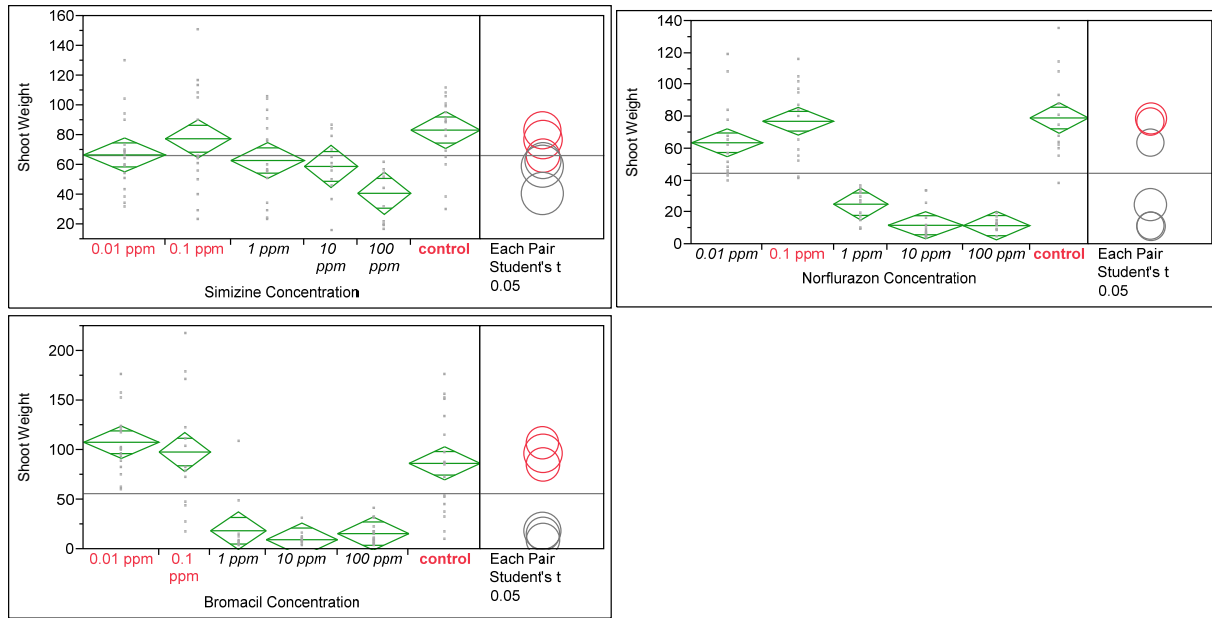 160
140
120
100
80
60
40
20
Shoot Weight
0.01 ppm
0.1 ppm
1 ppm
10
ppm
100
ppm
control
Each Pair
Student's t
0.05
Simizine Concentration
140
120
100
80
60
40
20
0
Shoot Weight
0.01 ppm
0.1 ppm
1 ppm
10 ppm
100 ppm
control
Each Pair
Student's t
0.05
Norflurazon Concentration
200
150
100
50
0
Shoot Weight
0.01 ppm
0.1
ppm
1 ppm
10 ppm
100 ppm
control
Each Pair
Student's t
0.05
Bromacil Concentration